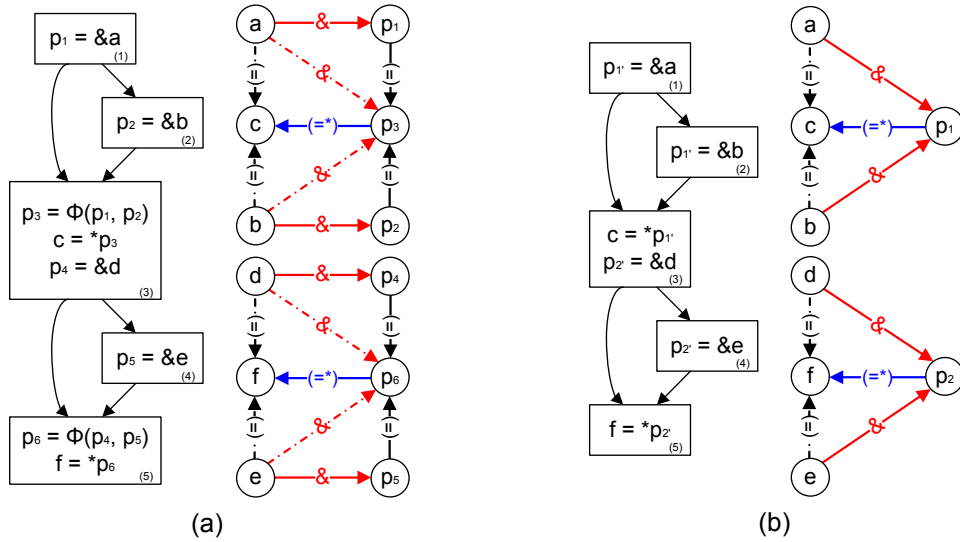 p₁ = &a
(1)
p₂ = &b
(2)
p₃ = Φ(p₁, p₂)
c = *p₃
p₄ = &d
(3)
p₅ = &e
(4)
p₆ = Φ(p₄, p₅)
f = *p₆
(5)
a & p₁
(=) & (=)
c (=*) p₃
(=) & (=)
b & p₂
d & p₄
(=) & (=)
f (=*) p₆
(=) & (=)
e & p₅
(a)
p₁' = &a
(1)
p₁' = &b
(2)
c = *p₁'
p₂' = &d
(3)
p₂' = &e
(4)
f = *p₂'
(5)
a
(=) &
c (=*) p₁
(=) &
b
d
(=) &
f (=*) p₂
(=) &
e
(b)